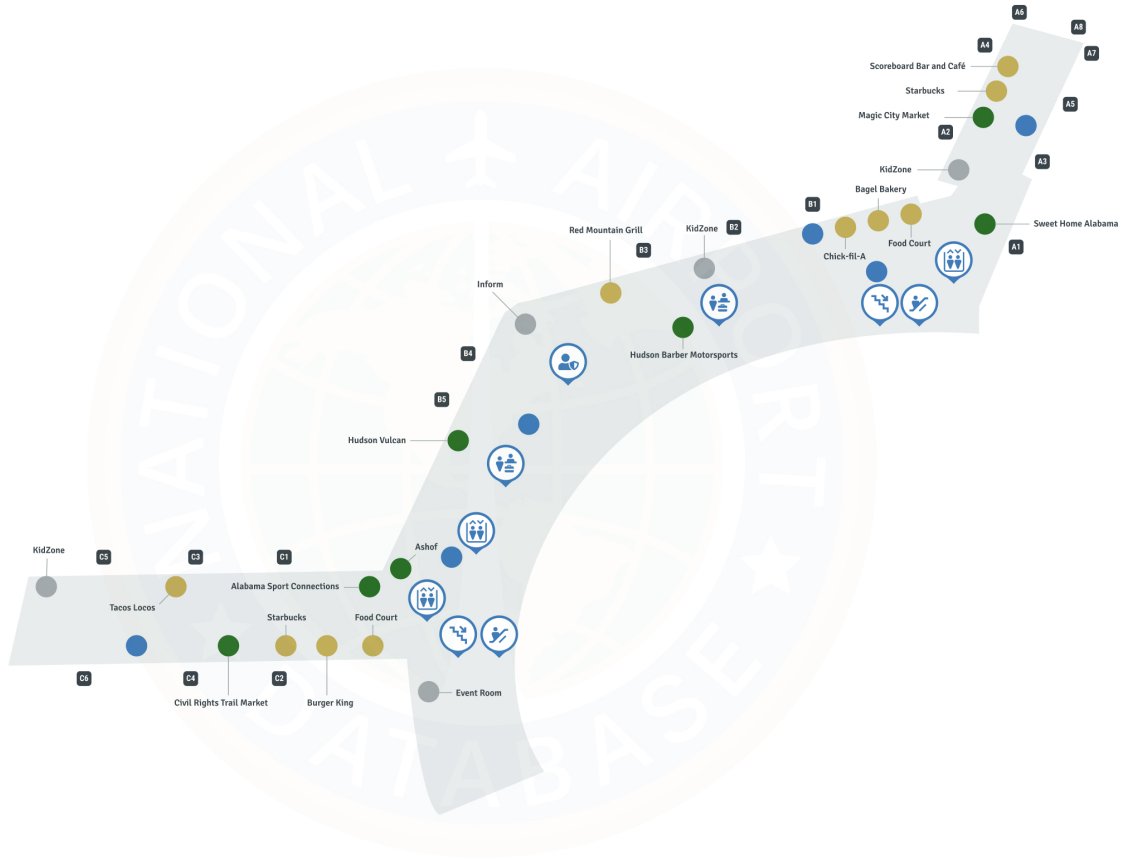 A6
A8
A4
A7
Scoreboard Bar and Café
Starbucks
A5
Magic City Market
A2
A3
KidZone
Bagel Bakery
B1
Sweet Home Alabama
Red Mountain Grill
KidZone
B2
Food Court
A1
B3
Chick-fil-A
Inform
Hudson Barber Motorsports
B4
B5
Hudson Vulcan
KidZone
C5
C3
C1
Ashof
Alabama Sport Connections
Tacos Locos
Starbucks
Food Court
C6
C4
C2
Event Room
Civil Rights Trail Market
Burger King
NATIONAL AIRPORT
DATABASE